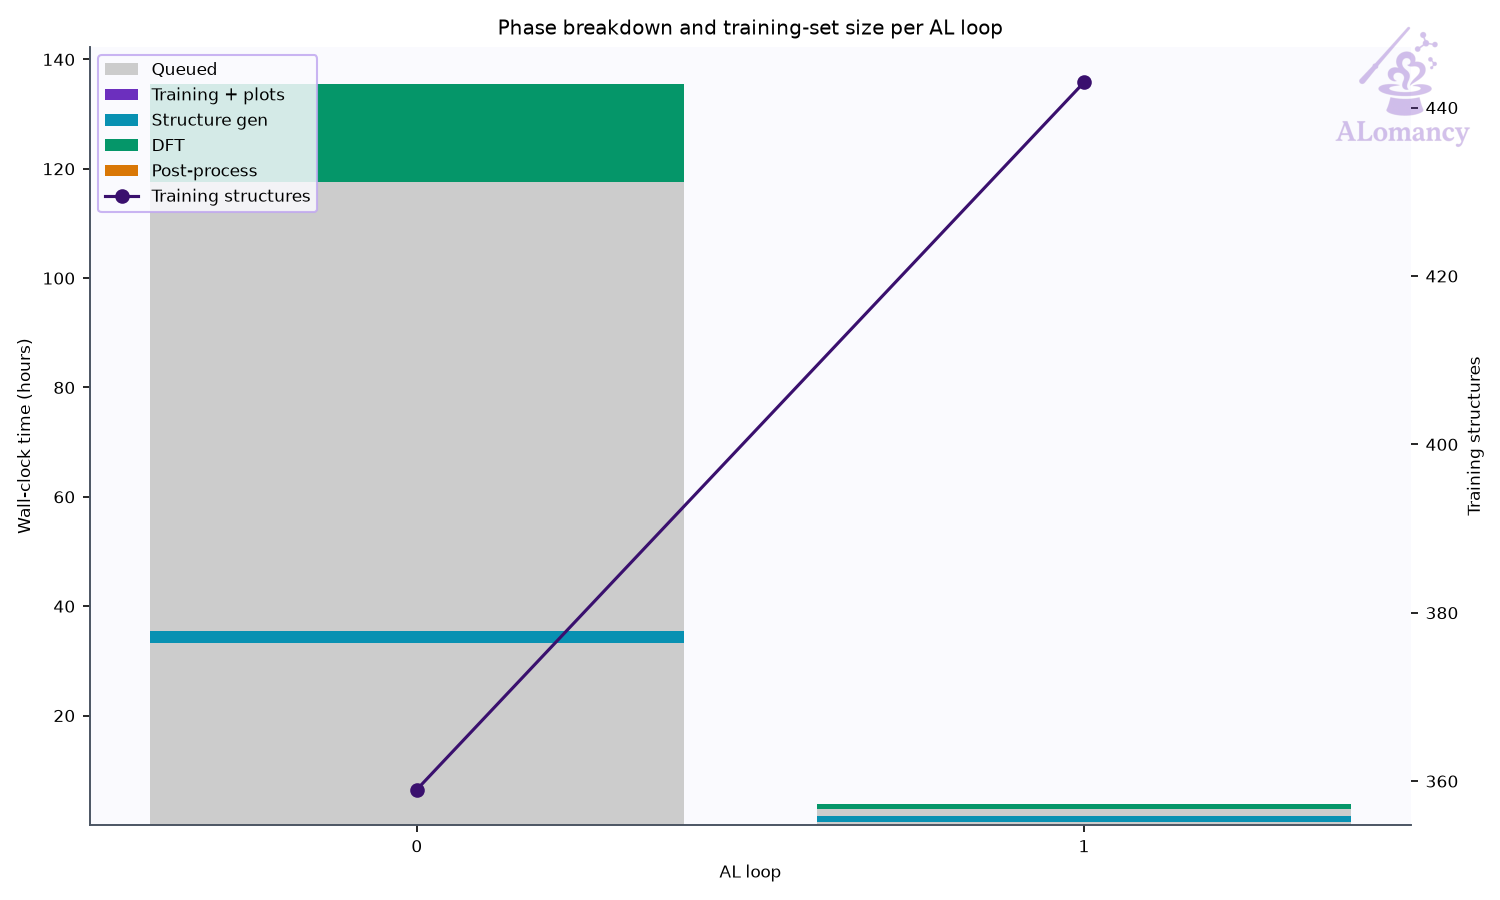 Phase breakdown and training-set size per AL loop
ALomancy
Queued
Training + plots
Structure gen
DFT
Post-process
Training structures
Wall-clock time (hours)
140
120
100
80
60
40
20
440
420
400
380
360
Training structures
0
1
AL loop